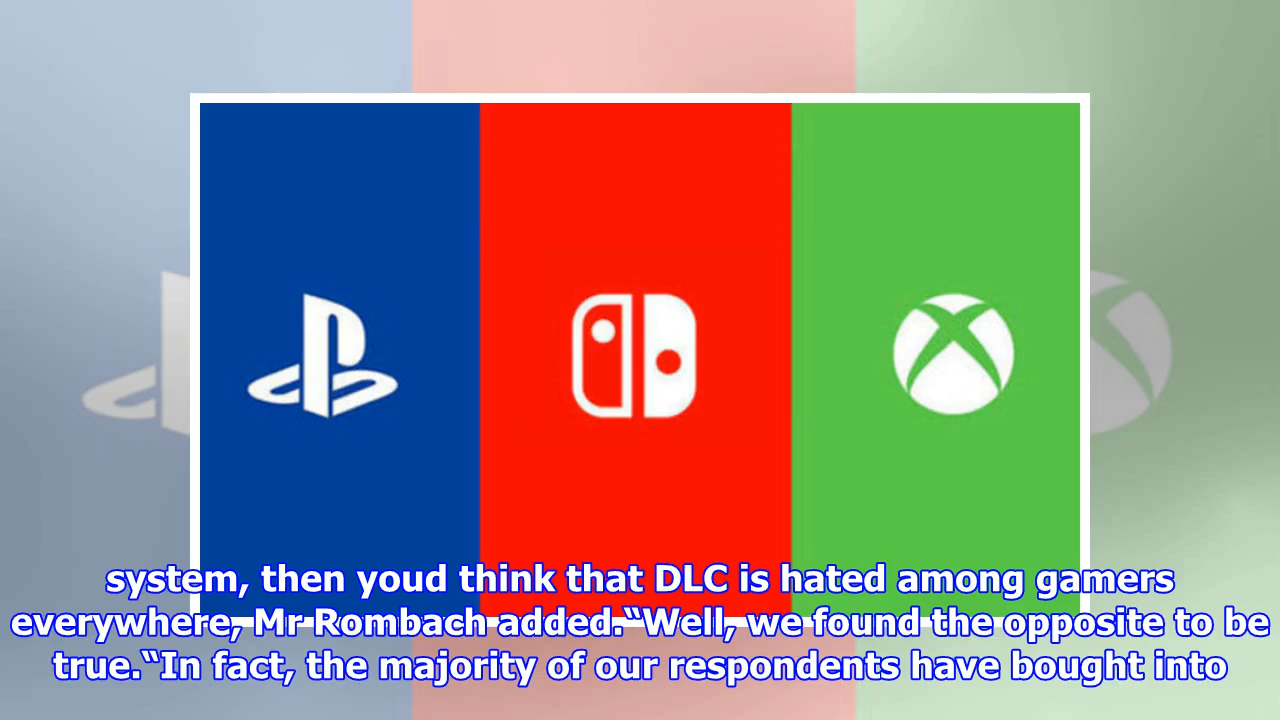 system, then youd think that DLC is hated among gamers
everywhere, Mr Rombach added.“Well, we found the opposite to be
true.“In fact, the majority of our respondents have bought into